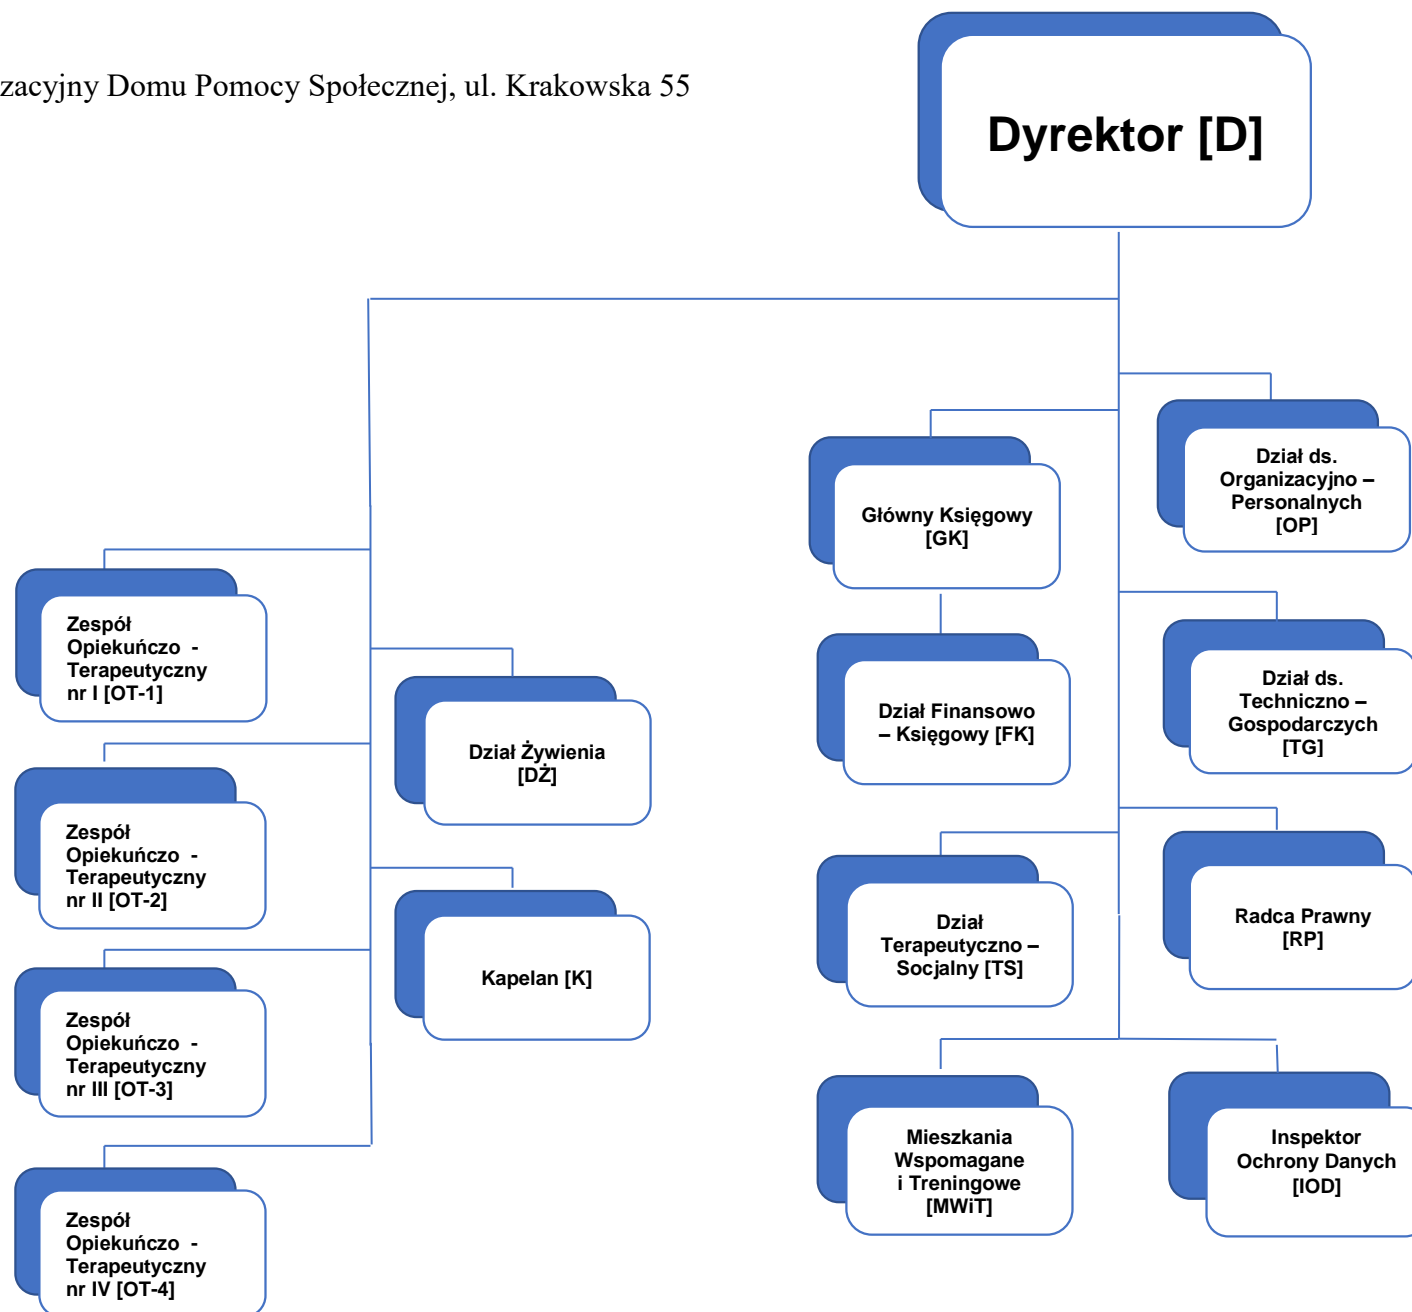 zacyjny Domu Pomocy Społecznej, ul. Krakowska 55
Dyrektor [D]
Dział ds.
Organizacyjno –
Personalnych
[OP]
Główny Księgowy
[GK]
Zespół
Opiekuńczo -
Terapeutyczny
nr I [OT-1]
Dział Żywienia
[DŻ]
Dział Finansowo
– Księgowy [FK]
Dział ds.
Techniczno –
Gospodarczych
[TG]
Zespół
Opiekuńczo -
Terapeutyczny
nr II [OT-2]
Kapelan [K]
Dział
Terapeutyczno –
Socjalny [TS]
Radca Prawny
[RP]
Zespół
Opiekuńczo -
Terapeutyczny
nr III [OT-3]
Mieszkania
Wspomagane
i Treningowe
[MWiT]
Inspektor
Ochrony Danych
[IOD]
Zespół
Opiekuńczo -
Terapeutyczny
nr IV [OT-4]